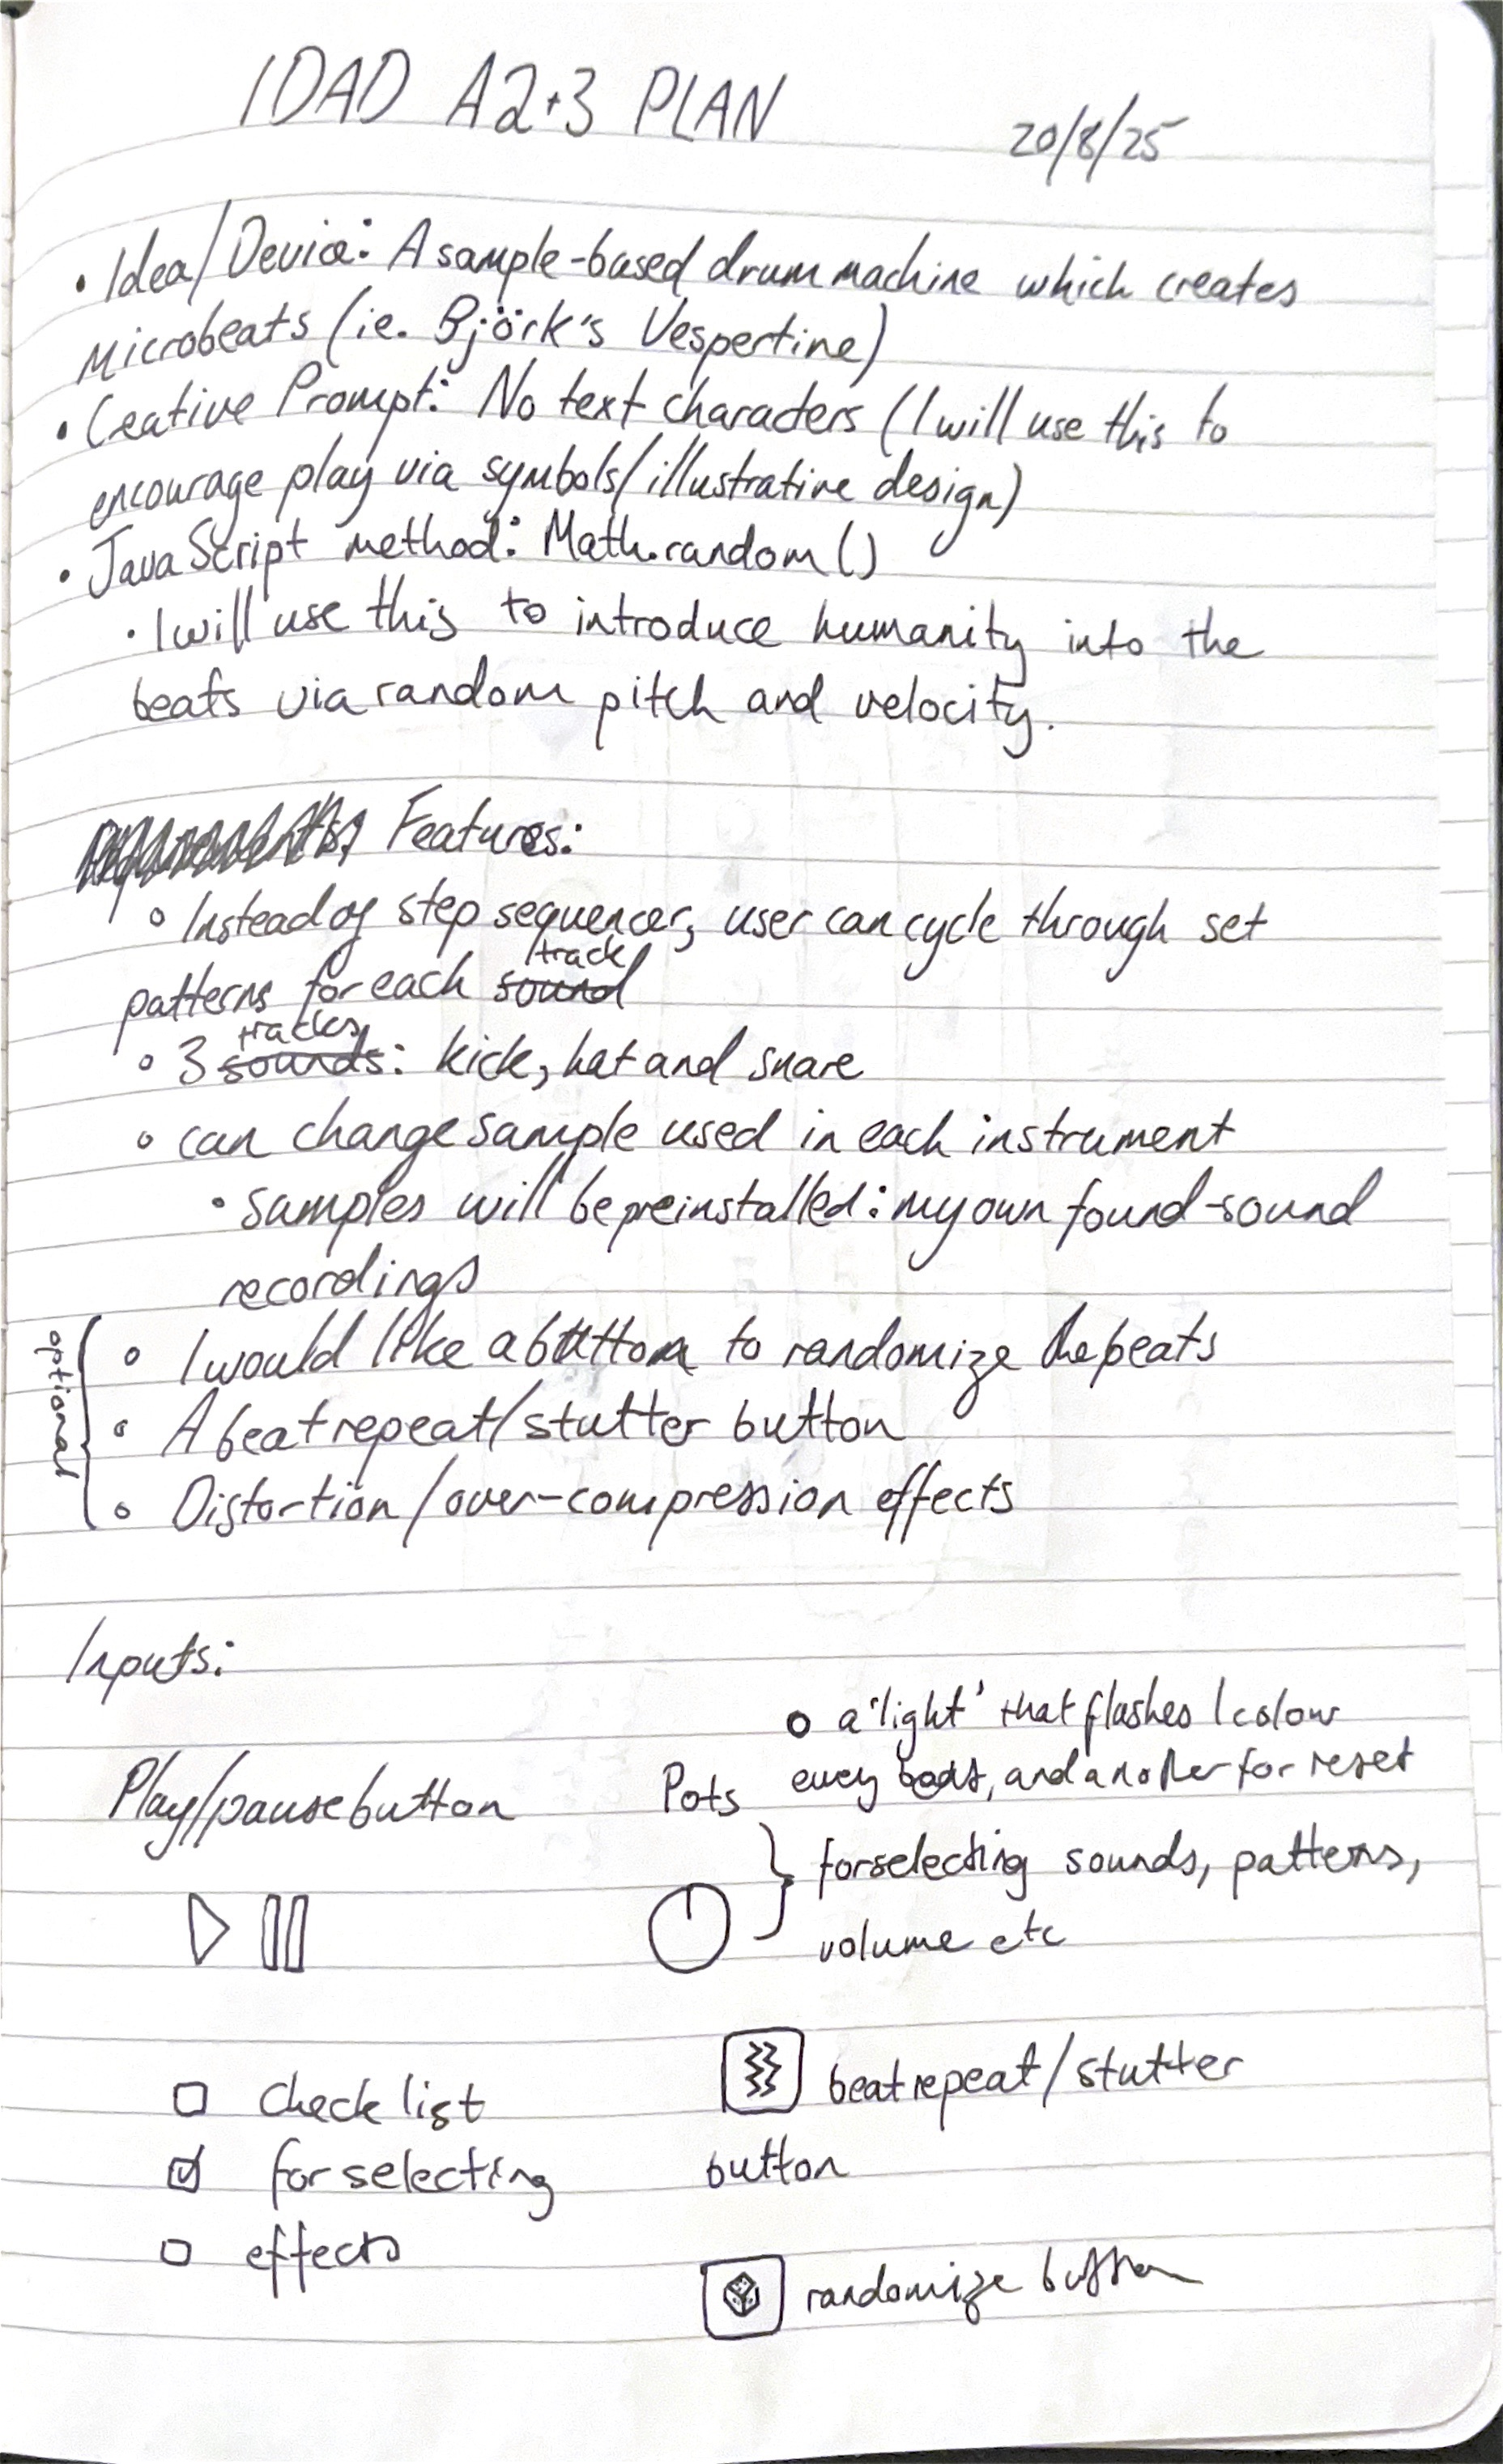 IDAD A2+3 PLAN
20/8/25
• Idea/Device: A sample-based drum machine which creates
microbeats (ie. Björk's Vespertine)
• Creative Prompt: No text characters (I will use this to
encourage play via symbols/illustrative design)
• JavaScript method: Math.random()
• I will use this to introduce humanity into the
beats via random pitch and velocity.
Features:
◦ Instead of step sequencer, user can cycle through set
patterns for each sound track
◦ 3 sounds tracks: kick, hat and snare
◦ can change sample used in each instrument
• samples will be preinstalled: my own found-sound
recordings
optional
◦ I would like a button to randomize the beats
◦ A beat repeat/stutter button
◦ Distortion/over-compression effects
Inputs:
o a 'light' that flashes/colour
every beat, and another for reset
Play/pause button
Pots
for selecting sounds, patterns,
volume etc
□ Check list
☑ for selecting
□ effects
beat repeat/stutter
button
randomize button